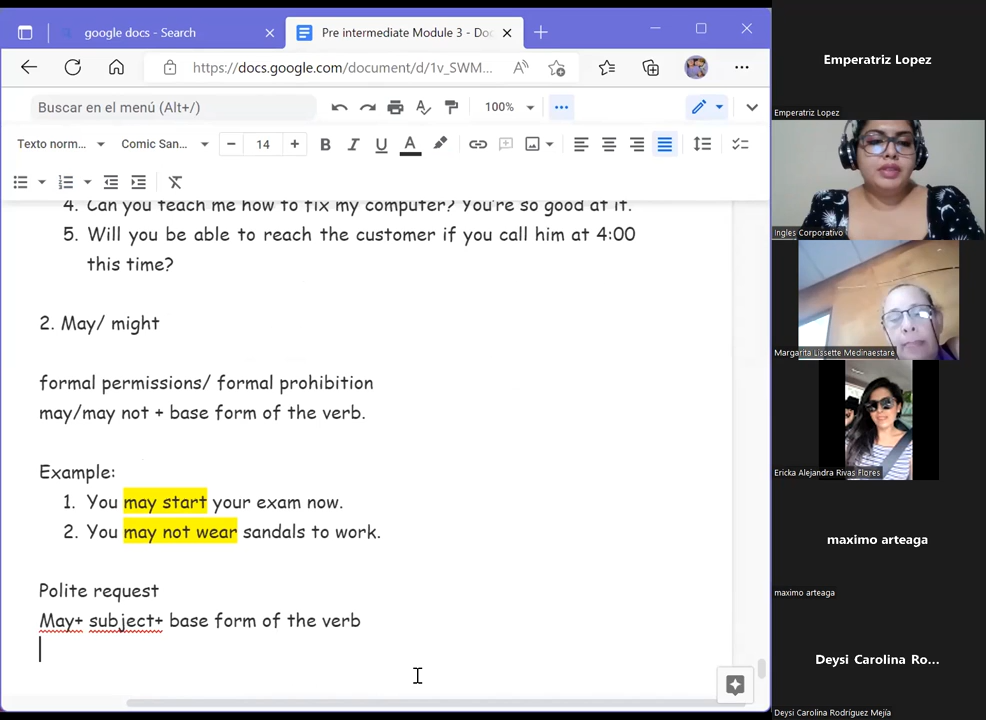 google docs - Search
Pre intermediate Module 3 - Doc
https://docs.google.com/document/d/1v_SWM...
Buscar en el menú (Alt+/)
100%
Texto norm...
Comic San...
14
4. Can you teach me how to fix my computer? You're so good at it.
5. Will you be able to reach the customer if you call him at 4:00
this time?
2. May/ might
formal permissions/ formal prohibition
may/may not + base form of the verb.
Example:
1. You may start your exam now.
2. You may not wear sandals to work.
Polite request
May+ subject+ base form of the verb
Emperatriz Lopez
Emperatriz Lopez
Ingles Corporativo
Margarita Lissette Medinaestare
Ericka Alejandra Rivas Flores
maximo arteaga
maximo arteaga
Deysi Carolina Ro...
Deysi Carolina Rodríguez Mejía